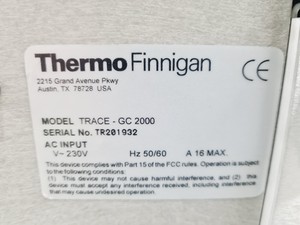 ThermoFinnigan
2215 Grand Avenue Pkwy
Austin, TX 78728 USA
CE
MODEL TRACE - GC 2000
SERIAL No. TR201932
AC INPUT
V~ 230V Hz 50/60 A 16 MAX.
This device complies with Part 15 of the FCC rules. Operation is subject
to the following conditions:
(1) This device may not cause harmful interference, and (2) this
device must accept any interference received, including interference that
may cause undesired operation.